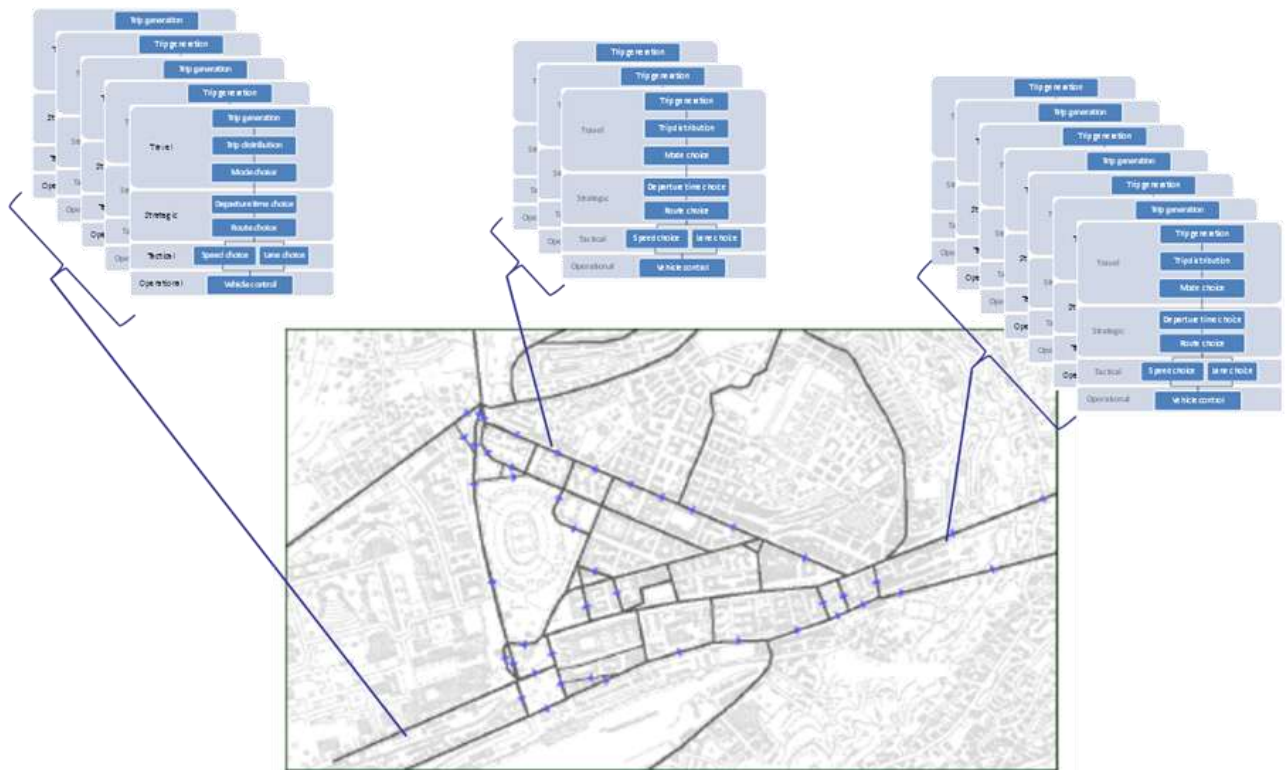 Trip generation
Trip generation
Trip generation
Trip generation
Trip generation
Travel
Trip distribution
Mode choice
Departure time choice
Strategic
Route choice
Tactical
Speed choice
Lane choice
Operational
Vehicle control
Trip generation
Trip generation
Trip generation
Travel
Trip distribution
Mode choice
Departure time choice
Strategic
Route choice
Tactical
Speed choice
Lane choice
Operational
Vehicle control
Trip generation
Trip generation
Trip generation
Trip generation
Trip generation
Trip generation
Trip generation
Travel
Trip distribution
Mode choice
Departure time choice
Strategic
Route choice
Tactical
Speed choice
Lane choice
Operational
Vehicle control